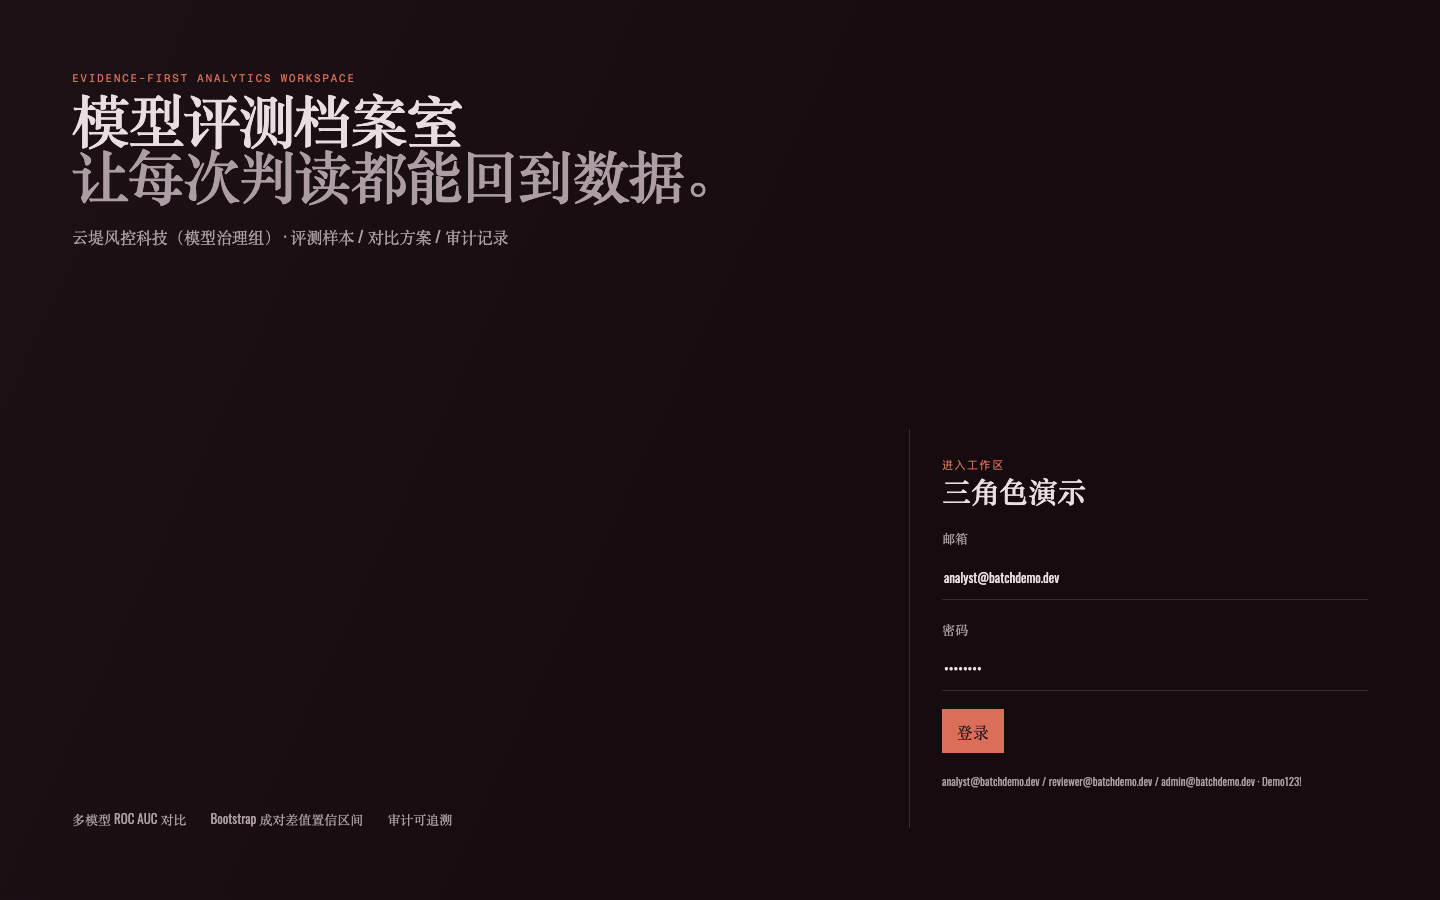 EVIDENCE-FIRST ANALYTICS WORKSPACE
模型评测档案室
让每次判读都能回到数据。
云堤风控科技（模型治理组） · 评测样本 / 对比方案 / 审计记录
进入工作区
三角色演示
邮箱
analyst@batchdemo.dev
密码
••••••••
登录
analyst@batchdemo.dev / reviewer@batchdemo.dev / admin@batchdemo.dev · Demo123!
多模型 ROC AUC 对比 Bootstrap 成对差值置信区间 审计可追溯